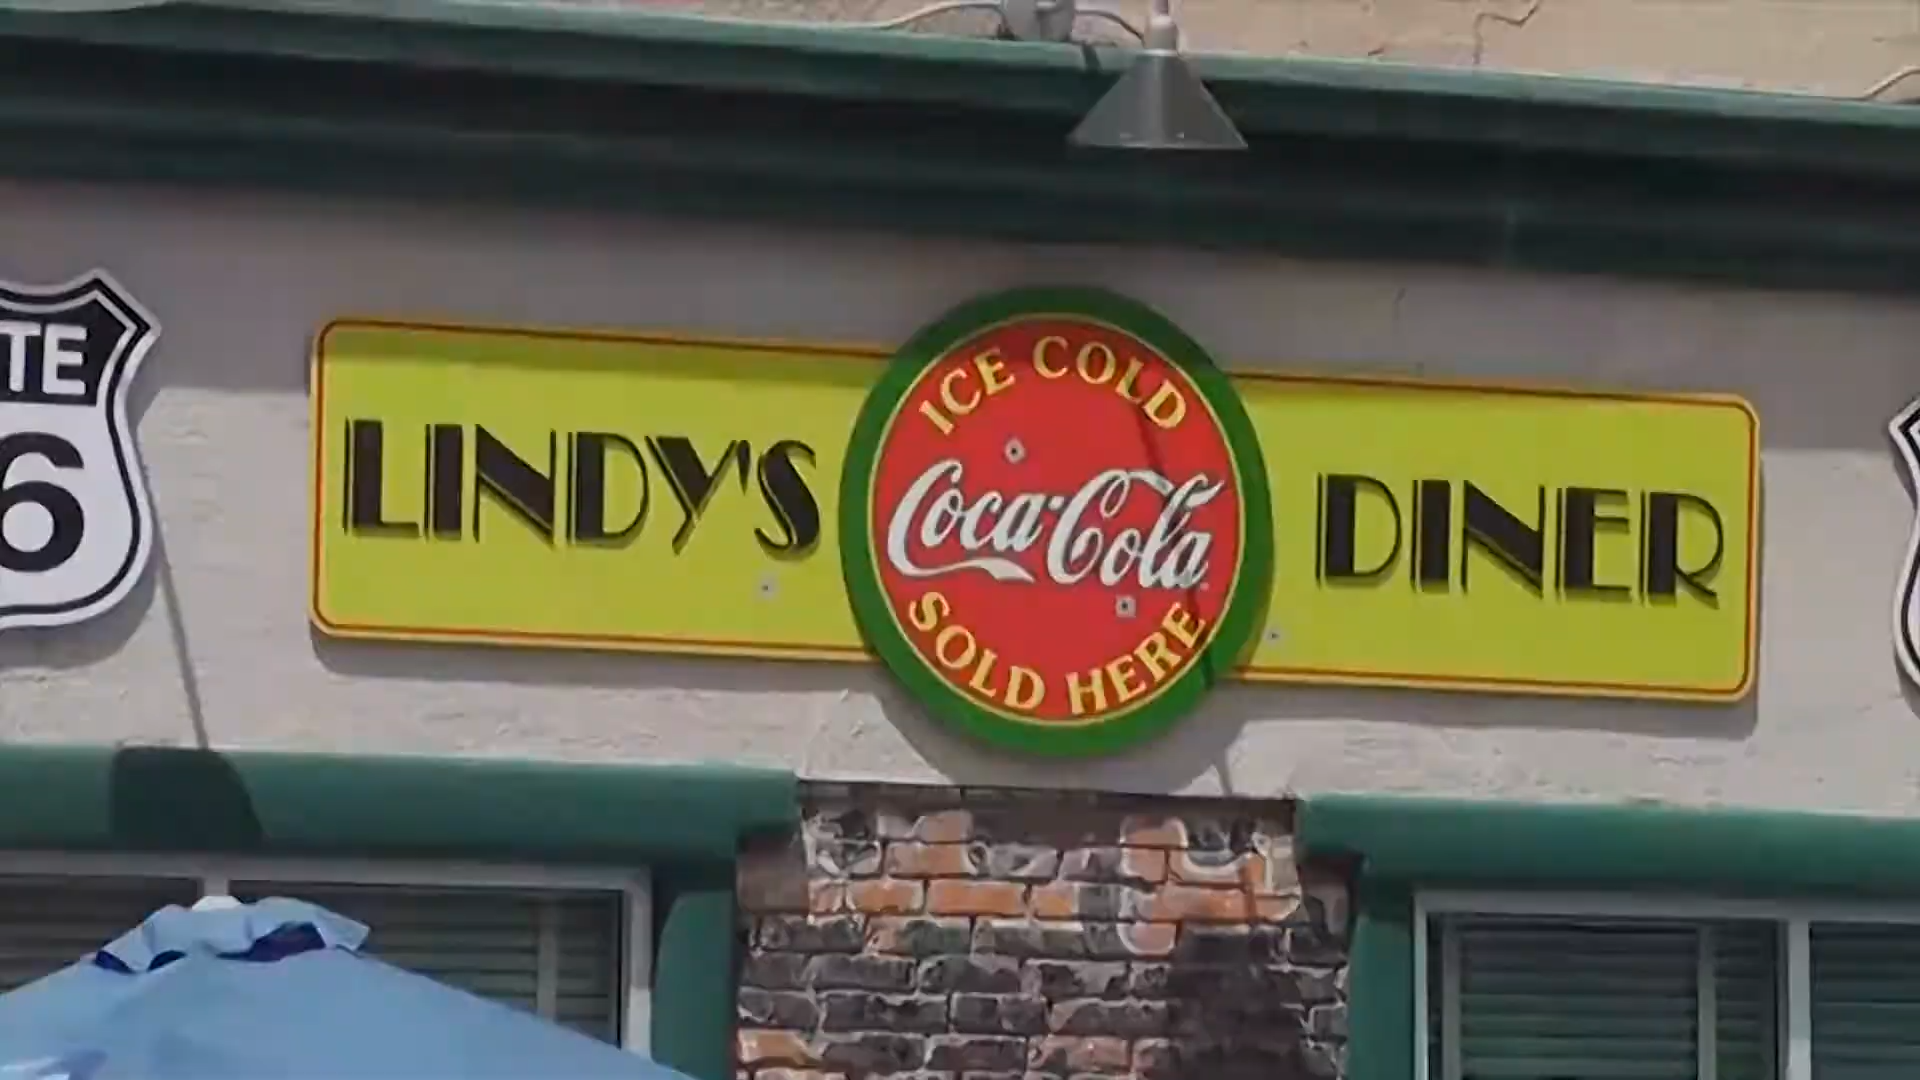 TE
6
LINDY'S
ICE COLD
Coca-Cola
SOLD HERE
DINER